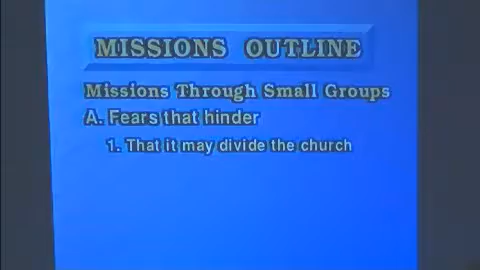 MISSIONS OUTLINE
Missions Through Small Groups
A. Fears that hinder
1. That it may divide the church